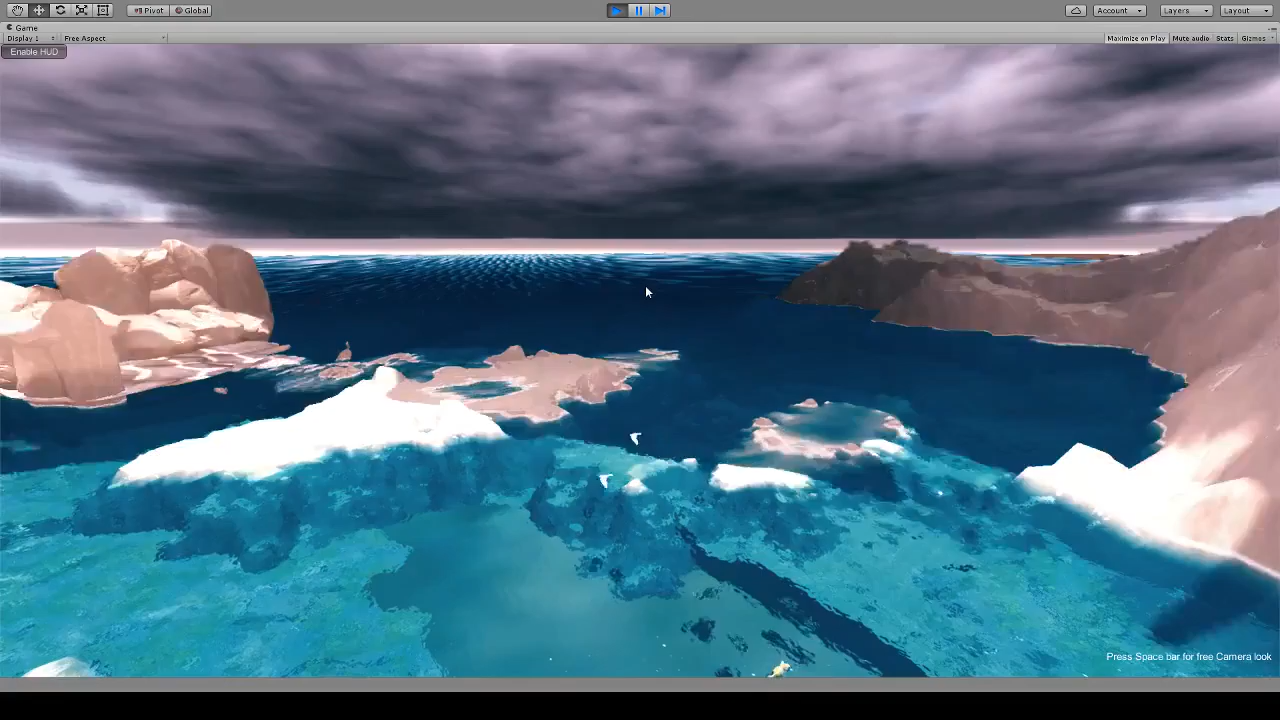 Pivot Global Account Layers Layout
Game
Display 1 Free Aspect Maximize on Play Mute audio Stats Gizmos
Enable HUD
Press Space bar for free Camera look